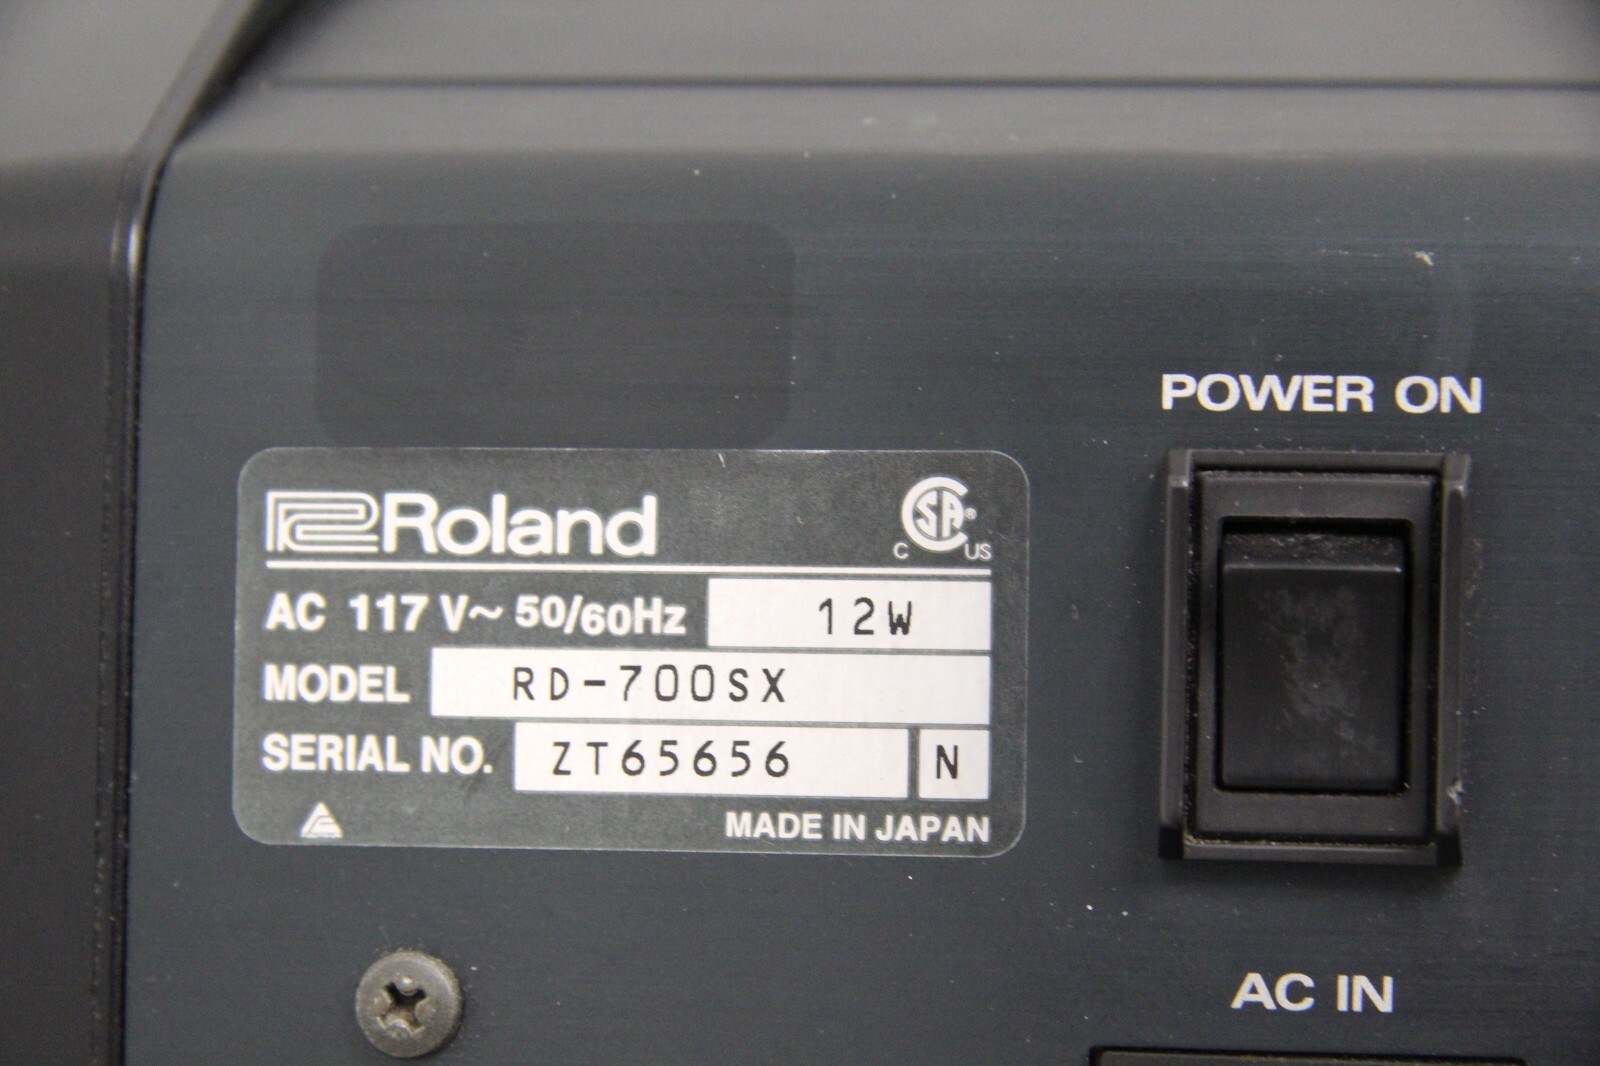 POWER ON
Roland
SA® C US
AC 117 V~ 50/60Hz 12W
MODEL RD-700SX
SERIAL NO. ZT65656 N
MADE IN JAPAN
AC IN